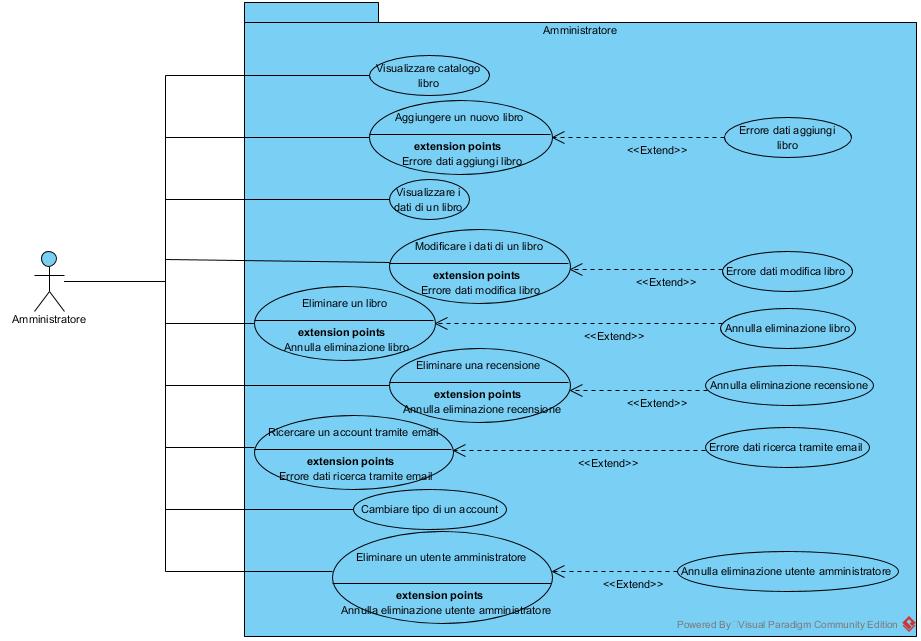 Amministratore
Visualizzare catalogo
libro
Aggiungere un nuovo libro
extension points
Errore dati aggiungi libro
<<Extend>>
Errore dati aggiungi
libro
Visualizzare i
dati di un libro
Modificare i dati di un libro
extension points
Errore dati modifica libro
<<Extend>>
Errore dati modifica libro
Amministratore
Eliminare un libro
extension points
Annulla eliminazione libro
<<Extend>>
Annulla eliminazione libro
Eliminare una recensione
extension points
Annulla eliminazione recensione
<<Extend>>
Annulla eliminazione recensione
Ricercare un account tramite email
extension points
Errore dati ricerca tramite email
<<Extend>>
Errore dati ricerca tramite email
Cambiare tipo di un account
Eliminare un utente amministratore
extension points
Annulla eliminazione utente amministratore
<<Extend>>
Annulla eliminazione utente amministratore
Powered By Visual Paradigm Community Edition